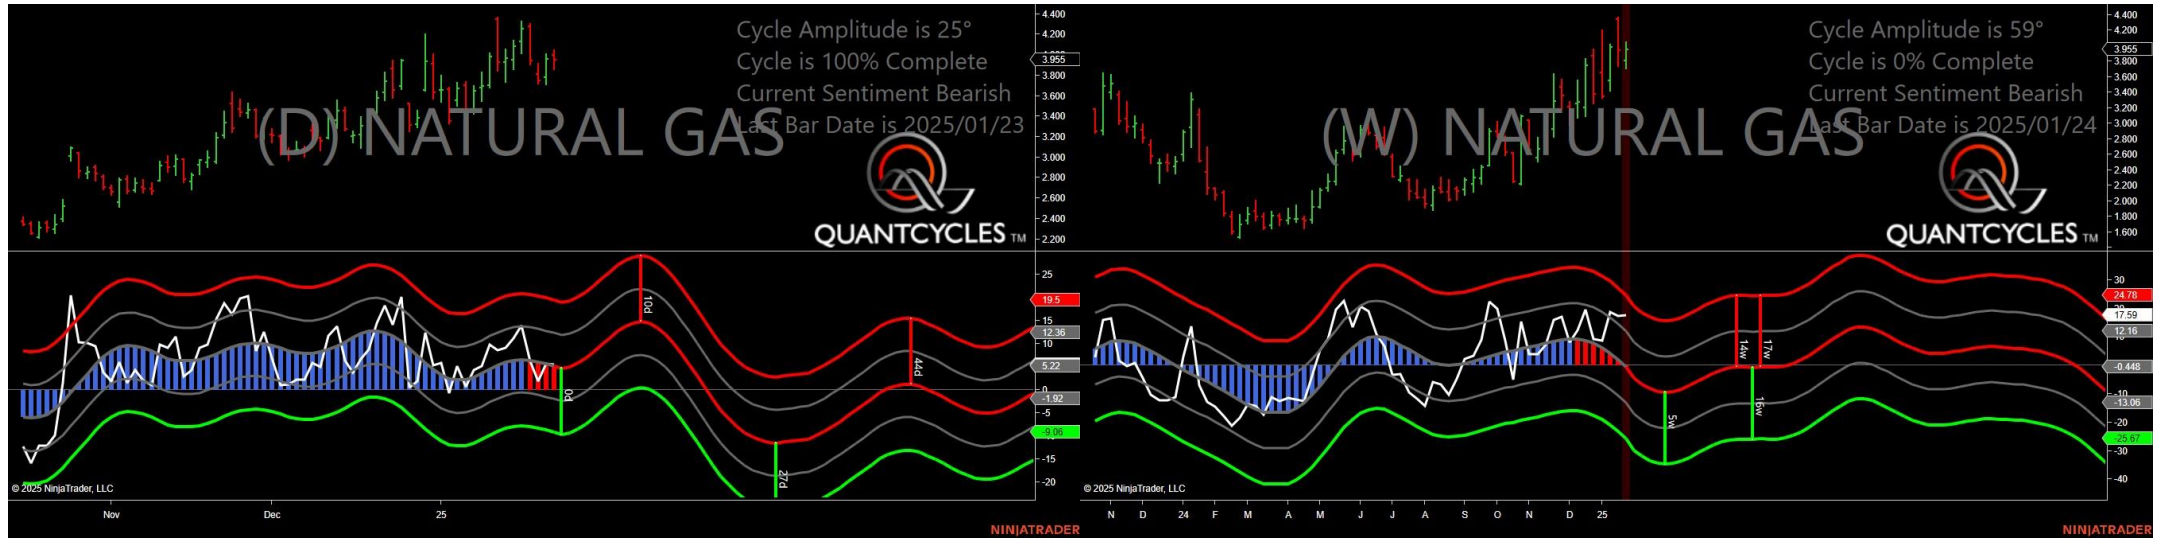 Cycle Amplitude is 25°
Cycle is 100% Complete
Current Sentiment Bearish
Last Bar Date is 2025/01/23
(D) NATURAL GAS
QUANTCYCLES TM
4.400
4.200
3.955
3.800
3.600
3.400
3.200
3.000
2.800
2.600
2.400
2.200
25
19.5
15
12.36
10
5.22
0
-1.92
-5
-9.06
-15
-20
10d
0d
27d
44d
© 2025 NinjaTrader, LLC
Nov
Dec
25
NINJATRADER
Cycle Amplitude is 59°
Cycle is 0% Complete
Current Sentiment Bearish
Last Bar Date is 2025/01/24
(W) NATURAL GAS
QUANTCYCLES TM
4.400
4.200
3.955
3.800
3.600
3.400
3.200
3.000
2.800
2.600
2.400
2.200
2.000
1.800
1.600
30
24.78
17.59
12.16
-0.448
-10
-13.06
-20
-25.67
-30
-40
5w
14w
17w
16w
© 2025 NinjaTrader, LLC
N D 24 F M A M J J A S O N D 25
NINJATRADER